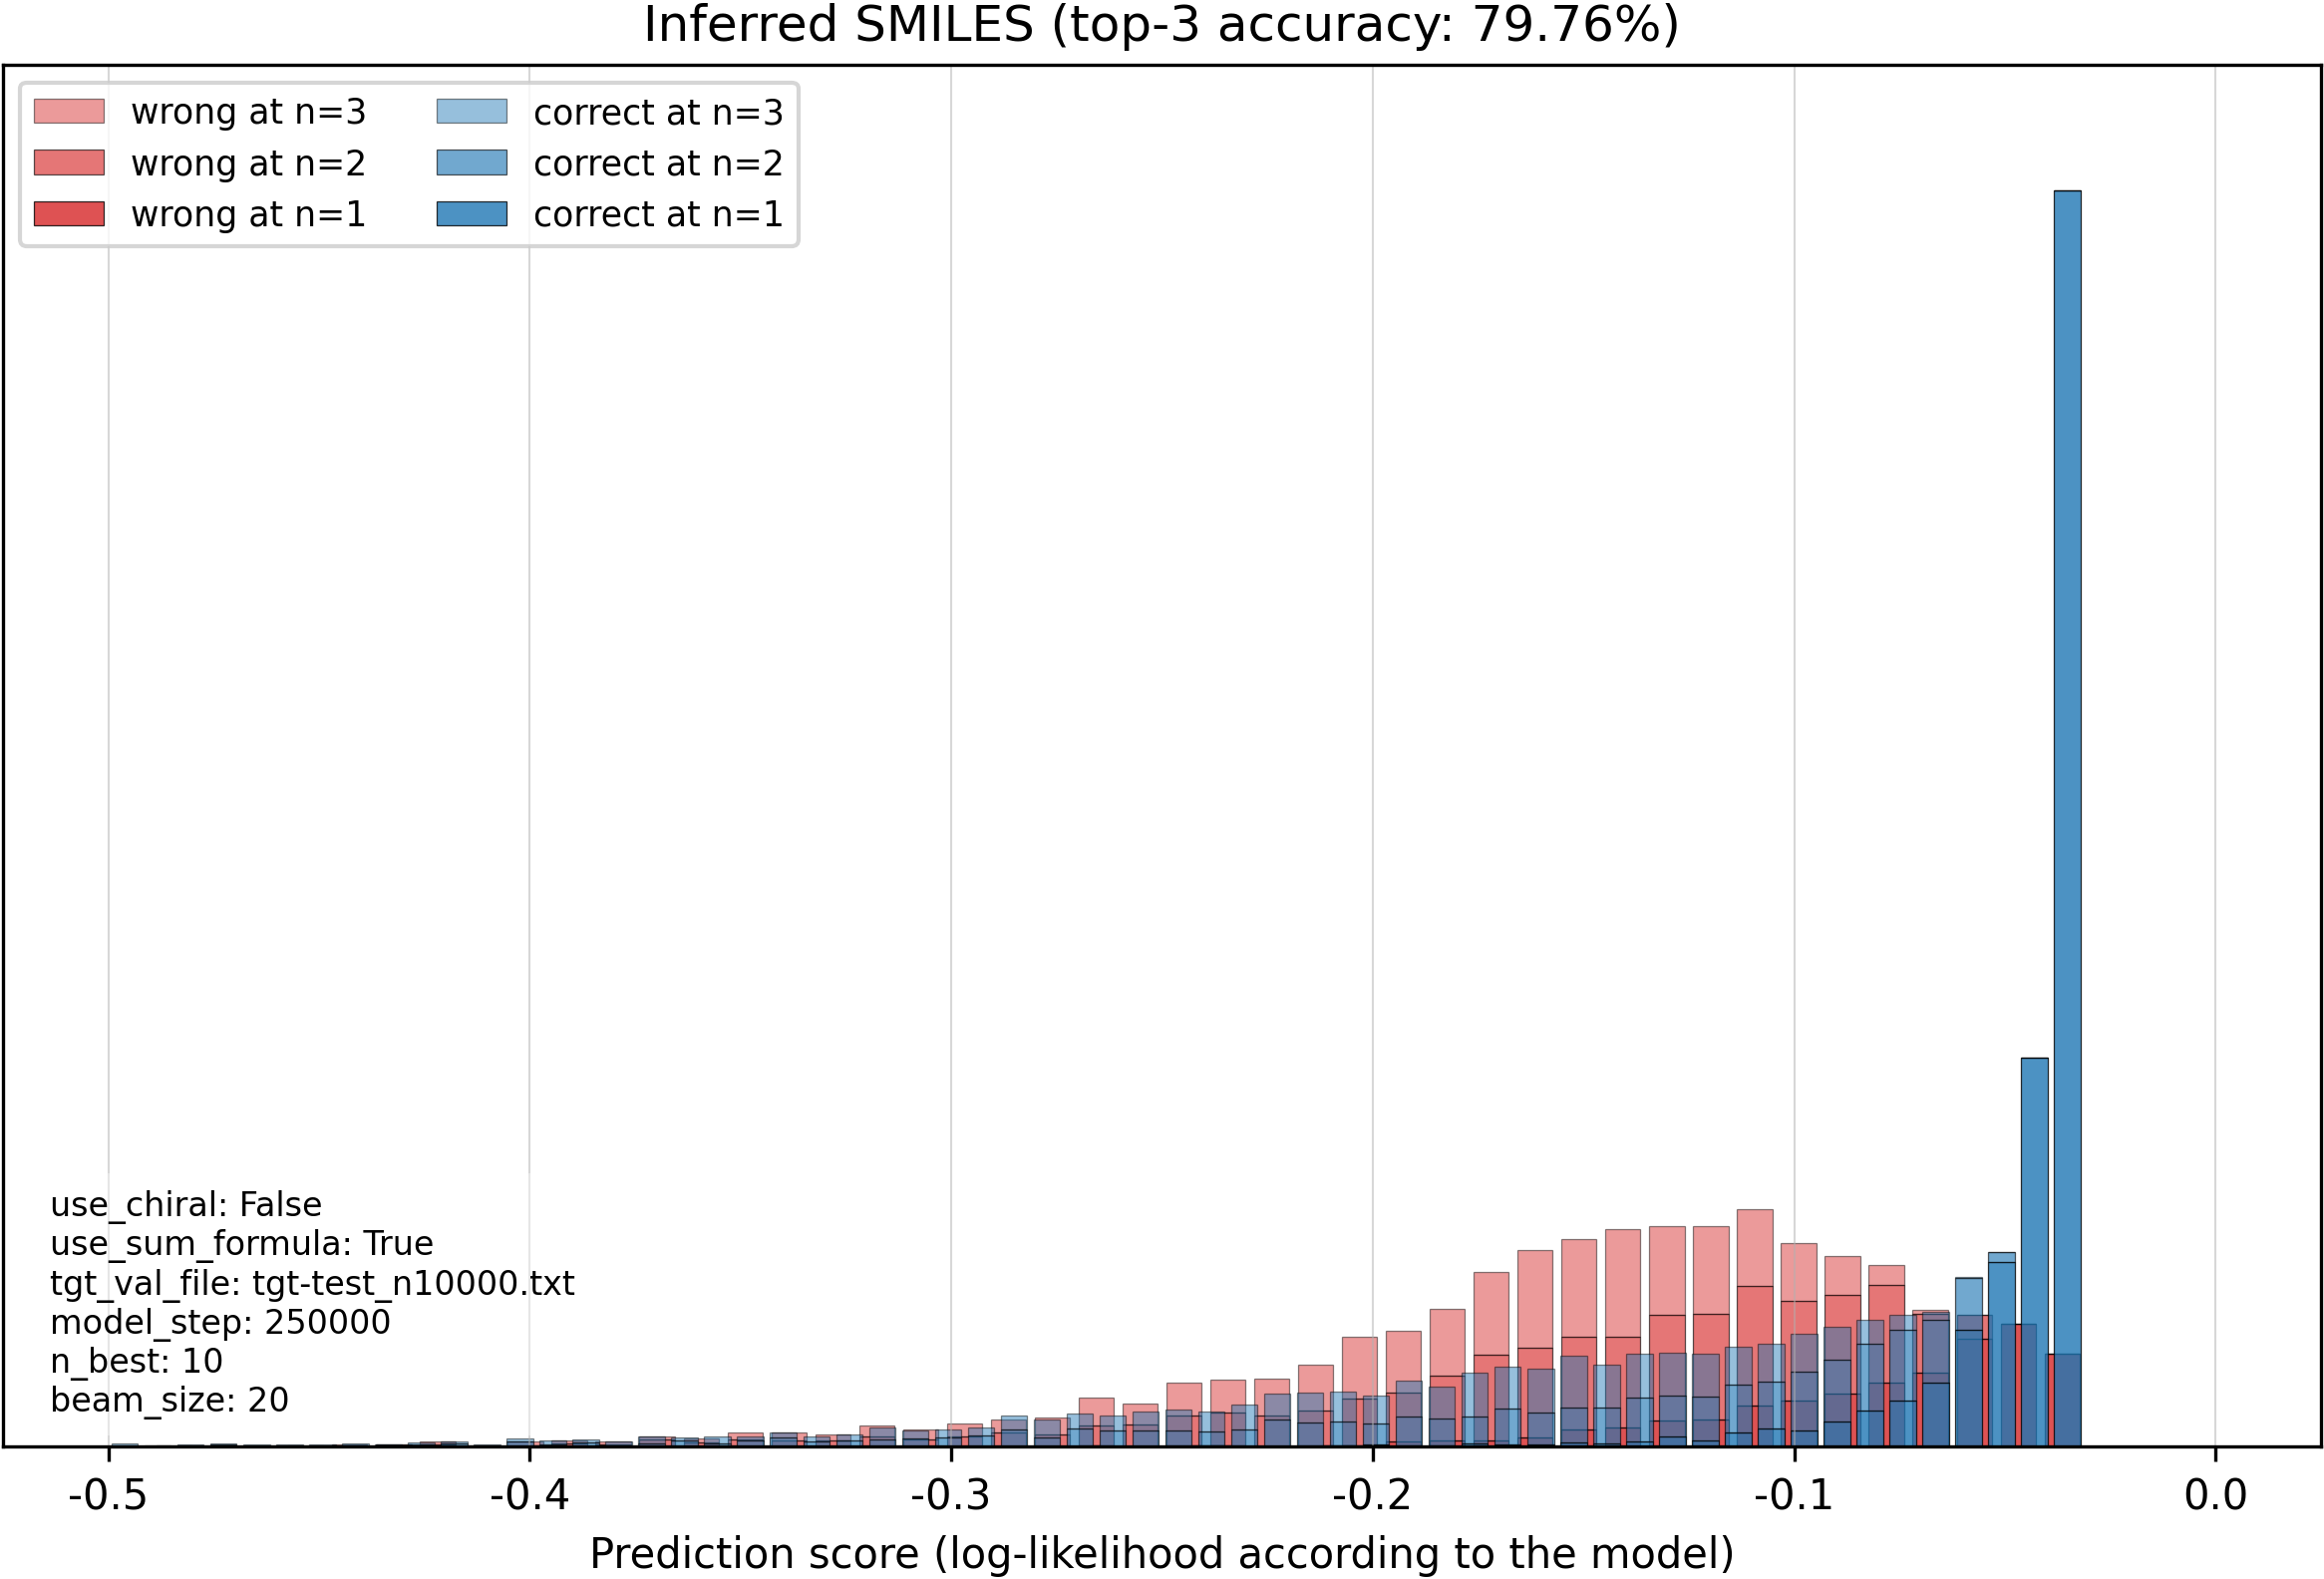 Inferred SMILES (top-3 accuracy: 79.76%)
wrong at n=3
wrong at n=2
wrong at n=1
correct at n=3
correct at n=2
correct at n=1
use_chiral: False
use_sum_formula: True
tgt_val_file: tgt-test_n10000.txt
model_step: 250000
n_best: 10
beam_size: 20
-0.5 -0.4 -0.3 -0.2 -0.1 0.0
Prediction score (log-likelihood according to the model)